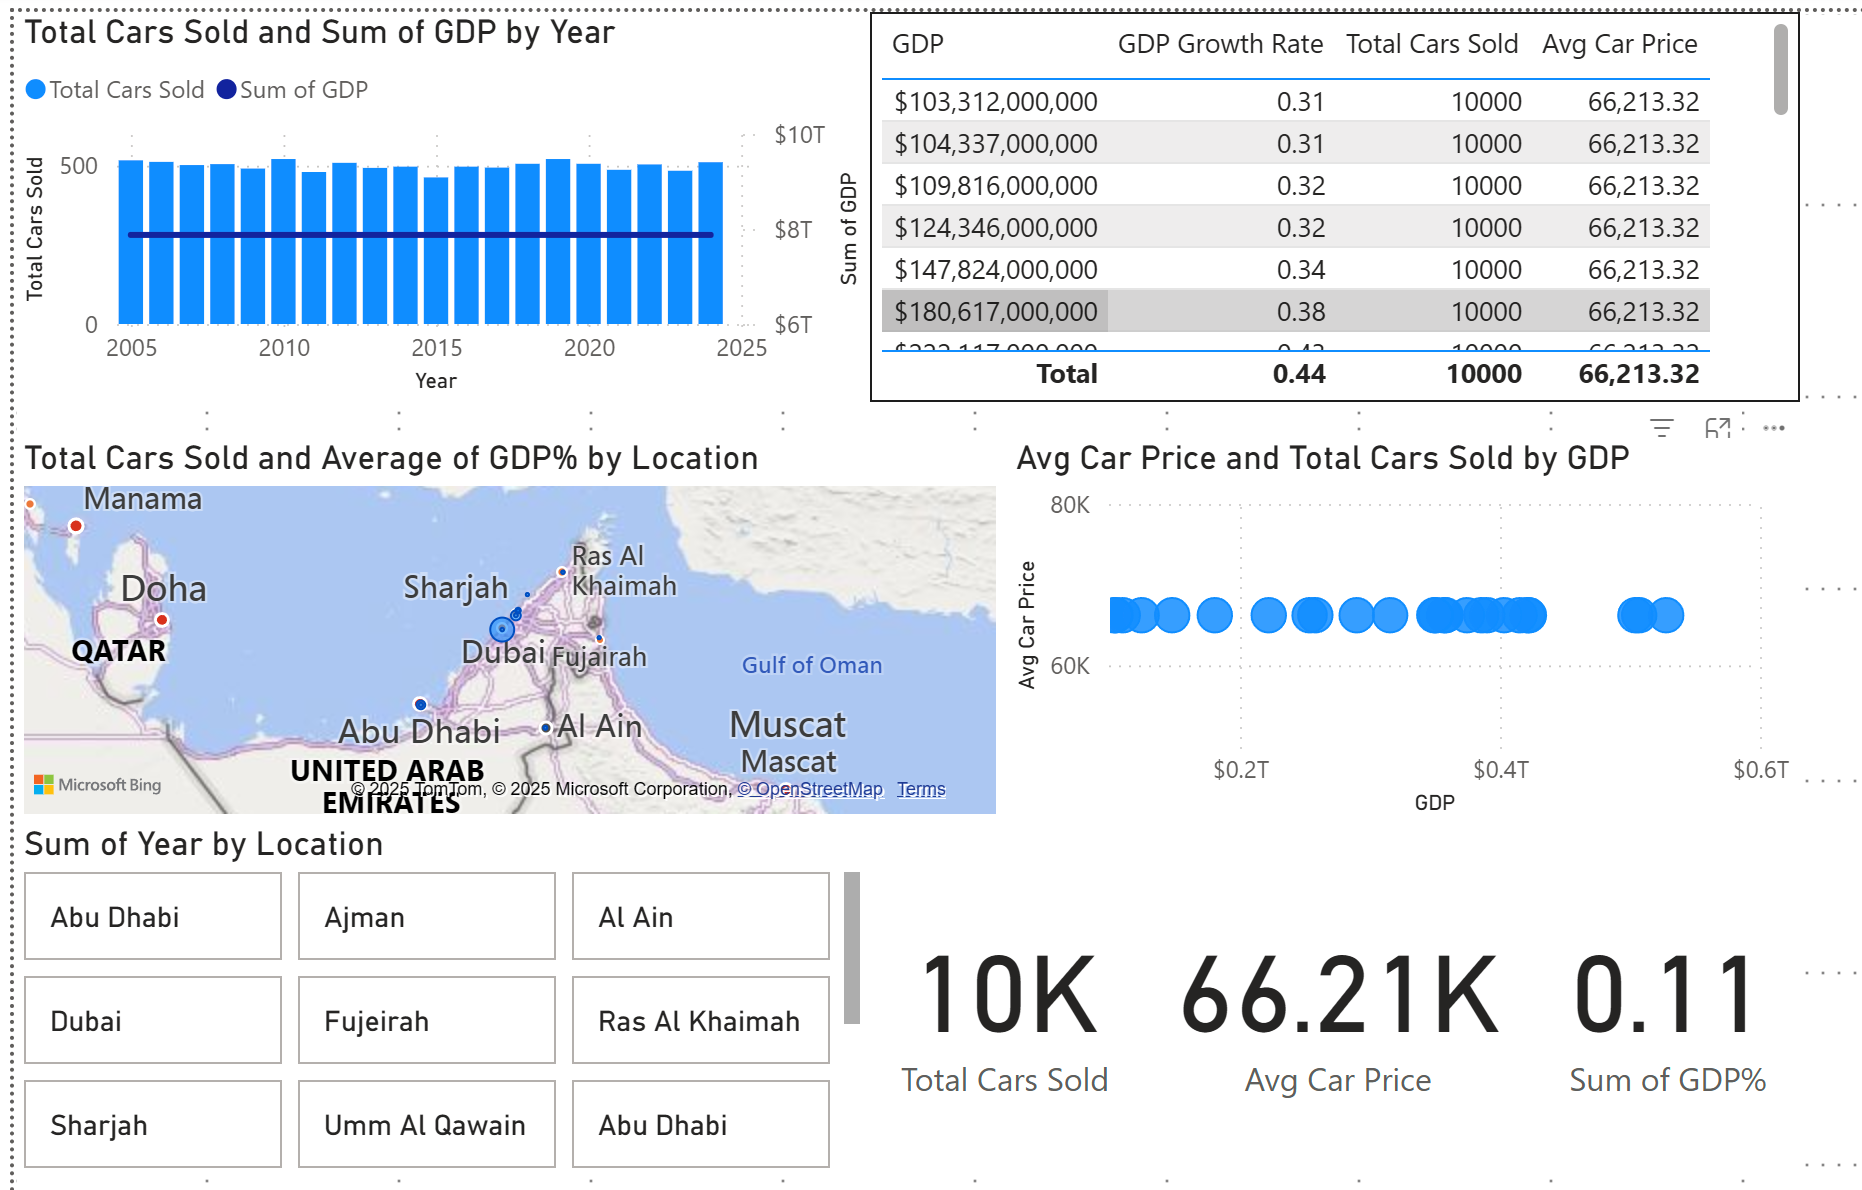 Total Cars Sold and Sum of GDP by Year
Total Cars Sold Sum of GDP
Total Cars Sold
500
0
$10T
$8T
$6T
Sum of GDP
2005 2010 2015 2020 2025
Year
GDP GDP Growth Rate Total Cars Sold Avg Car Price
$103,312,000,000 0.31 10000 66,213.32
$104,337,000,000 0.31 10000 66,213.32
$109,816,000,000 0.32 10000 66,213.32
$124,346,000,000 0.32 10000 66,213.32
$147,824,000,000 0.34 10000 66,213.32
$180,617,000,000 0.38 10000 66,213.32
Total 0.44 10000 66,213.32
Total Cars Sold and Average of GDP% by Location
Manama
Doha
QATAR
Sharjah
Ras Al
Khaimah
Dubai
Fujairah
Gulf of Oman
Abu Dhabi
Al Ain
Muscat
Mascat
UNITED ARAB
EMIRATES
Microsoft Bing
© 2025 TomTom, © 2025 Microsoft Corporation, © OpenStreetMap Terms
Avg Car Price and Total Cars Sold by GDP
Avg Car Price
80K
60K
$0.2T $0.4T $0.6T
GDP
Sum of Year by Location
Abu Dhabi Ajman Al Ain
Dubai Fujeirah Ras Al Khaimah
Sharjah Umm Al Qawain Abu Dhabi
10K 66.21K 0.11
Total Cars Sold Avg Car Price Sum of GDP%